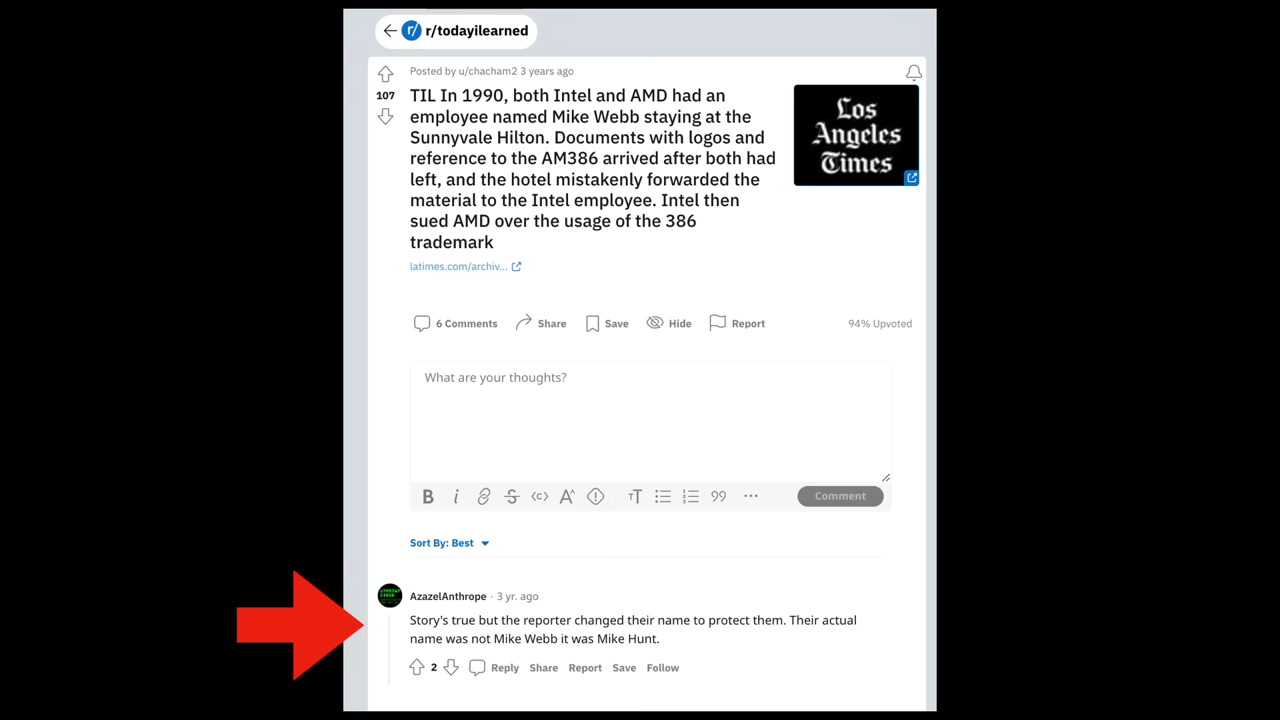 r/ r/todayilearned
Posted by u/chacham2 3 years ago
107
TIL In 1990, both Intel and AMD had an
employee named Mike Webb staying at the
Sunnyvale Hilton. Documents with logos and
reference to the AM386 arrived after both had
left, and the hotel mistakenly forwarded the
material to the Intel employee. Intel then
sued AMD over the usage of the 386
trademark
Los
Angeles
Times
latimes.com/archiv...
6 Comments Share Save Hide Report 94% Upvoted
What are your thoughts?
B i S <c> A^ ! TT 99 ... Comment
Sort By: Best
AzazelAnthrope · 3 yr. ago
Story's true but the reporter changed their name to protect them. Their actual
name was not Mike Webb it was Mike Hunt.
2 Reply Share Report Save Follow